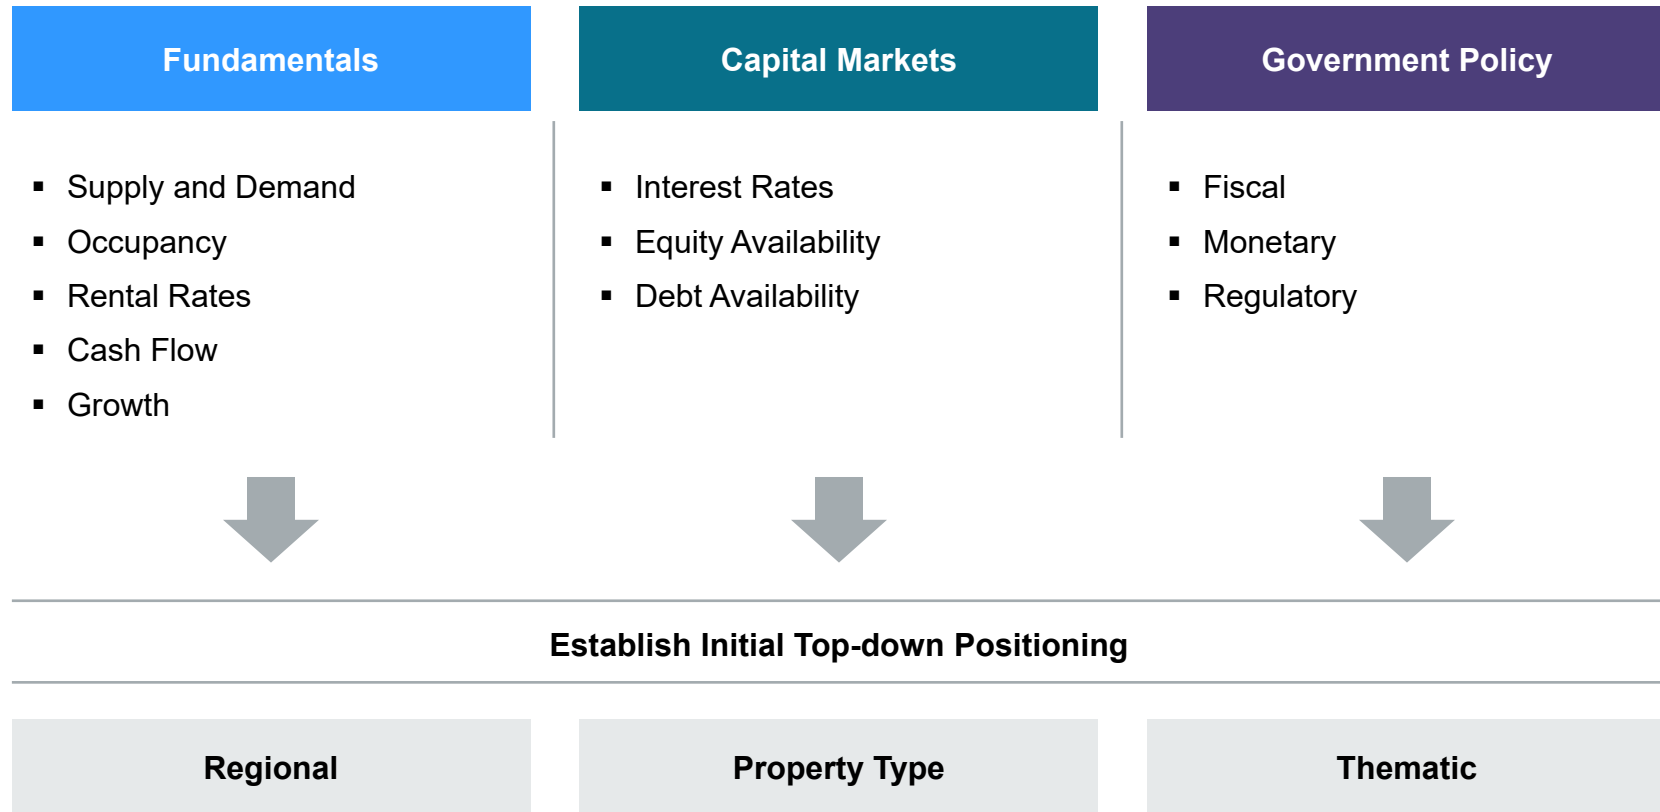 Fundamentals
Capital Markets
Government Policy
▪ Supply and Demand
▪ Occupancy
▪ Rental Rates
▪ Cash Flow
▪ Growth
▪ Interest Rates
▪ Equity Availability
▪ Debt Availability
▪ Fiscal
▪ Monetary
▪ Regulatory
Establish Initial Top-down Positioning
Regional
Property Type
Thematic